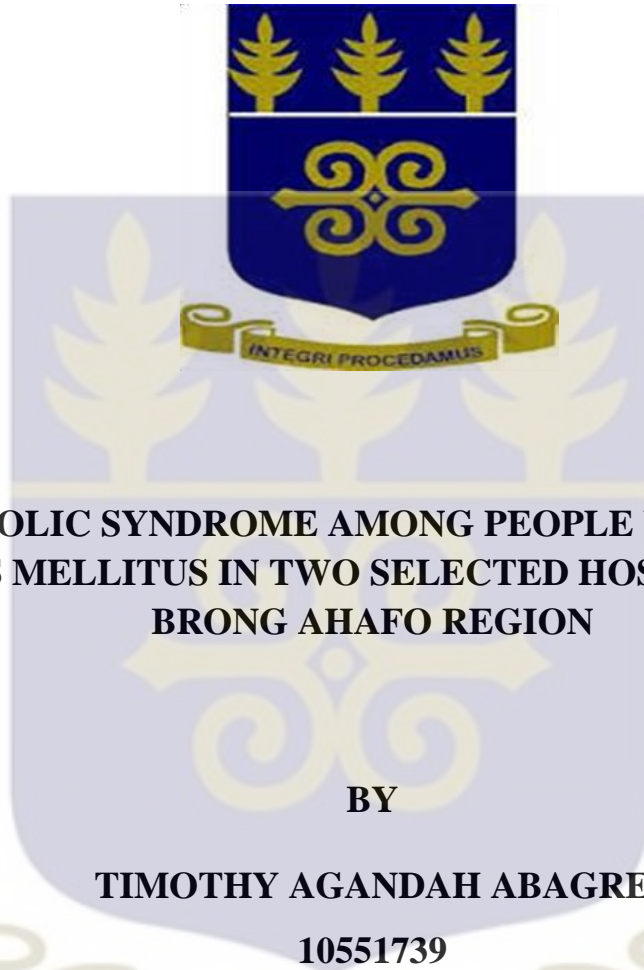 INTEGRI PROCEDAMUS
OLIC SYNDROME AMONG PEOPLE
MELLITUS IN TWO SELECTED HOS
BRONG AHAFO REGION
BY
TIMOTHY AGANDAH ABAGRE
10551739